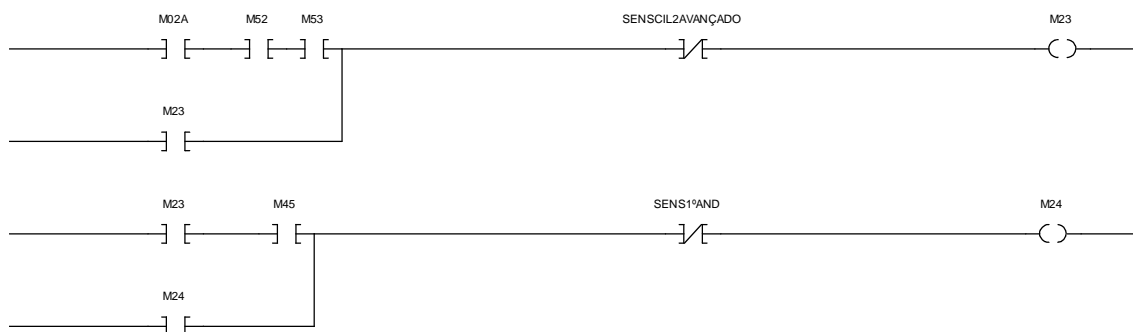 M02A M52 M53 SENSCIL2AVANÇADO M23
M23
M23 M45 SENS1ºAND M24
M24